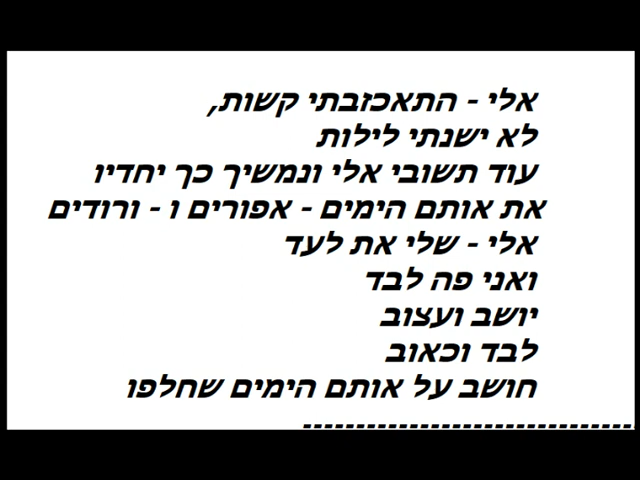 אלי - התאכזבתי קשות,
לא ישנתי לילות
עוד תשובי אלי ונמשיך כך יחדיו
את אותם הימים - אפורים ו - ורודים
אלי - שלי את לעד
ואני פה לבד
יושב ועצוב
לבד וכאוב
חושב על אותם הימים שחלפו
-------------------------------